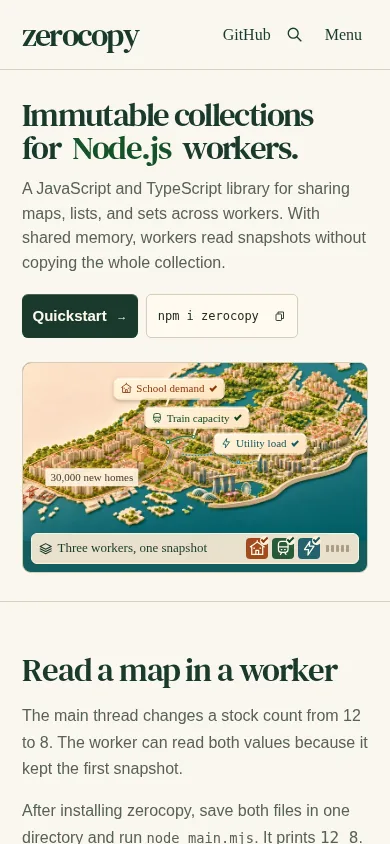 zerocopy GitHub Menu
Immutable collections
for Node.js workers.
A JavaScript and TypeScript library for sharing
maps, lists, and sets across workers. With
shared memory, workers read snapshots without
copying the whole collection.
Quickstart → npm i zerocopy
School demand
Train capacity
Utility load
30,000 new homes
Three workers, one snapshot
Read a map in a worker
The main thread changes a stock count from 12
to 8. The worker can read both values because it
kept the first snapshot.
After installing zerocopy, save both files in one
directory and run node main.mjs. It prints 12 8.